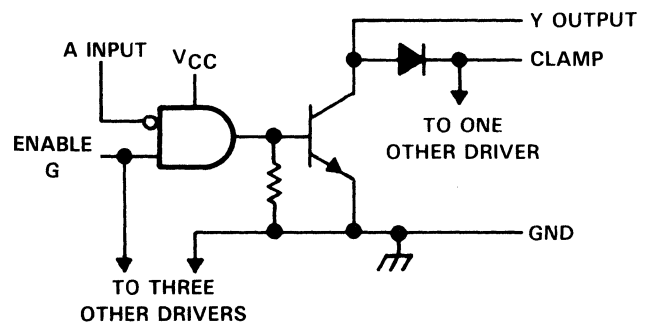 Y OUTPUT
A INPUT
VCC
CLAMP
TO ONE
OTHER DRIVER
ENABLE
G
GND
TO THREE
OTHER DRIVERS